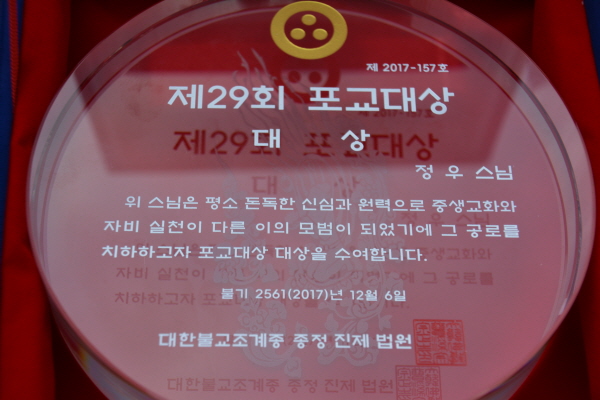 제 2017-157호
제29회 포교대상
대 상
정 우 스님
위 스님은 평소 돈독한 신심과 원력으로 중생교화와
자비 실천이 다른 이의 모범이 되었기에 그 공로를
치하하고자 포교대상 대상을 수여합니다.
불기 2561(2017)년 12월 6일
대한불교조계종 종정 진제 법원